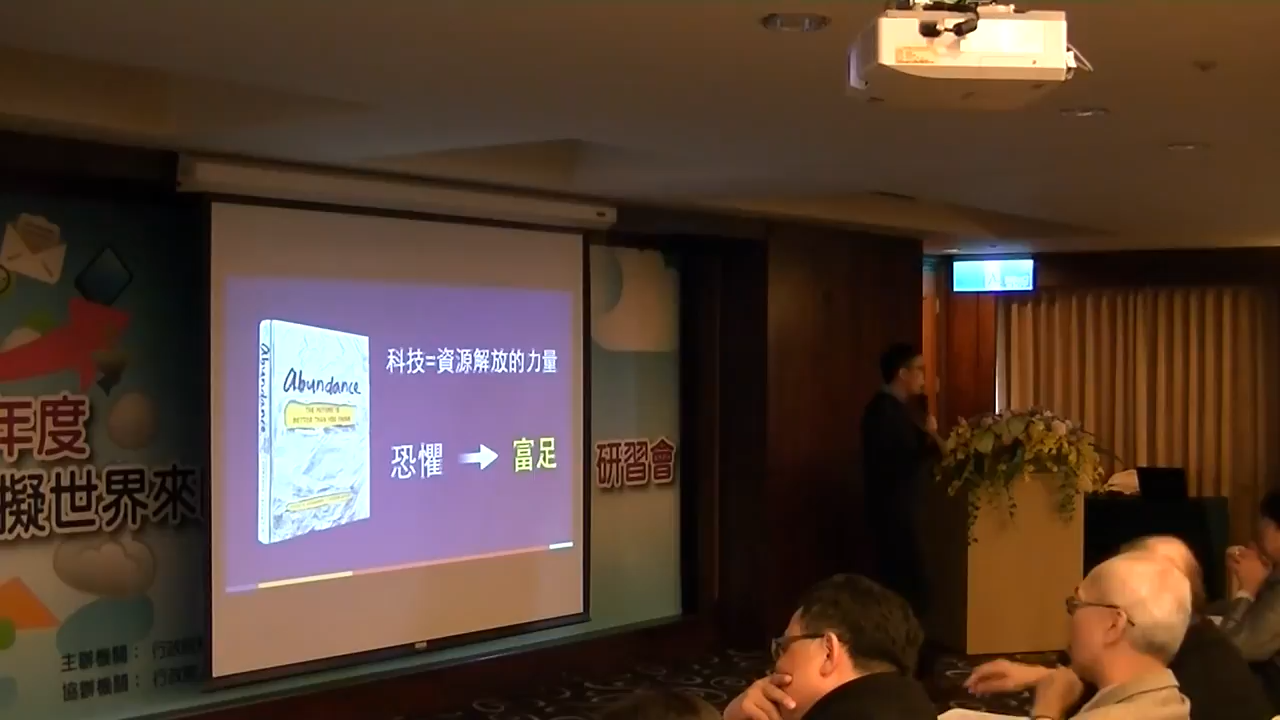 年度
擬世界來
研習會
主辦機關： 行政院
協辦機關： 行政院
科技=資源解放的力量
恐懼 → 富足
Abundance
Abundance
THE FUTURE IS
BETTER THAN YOU THINK